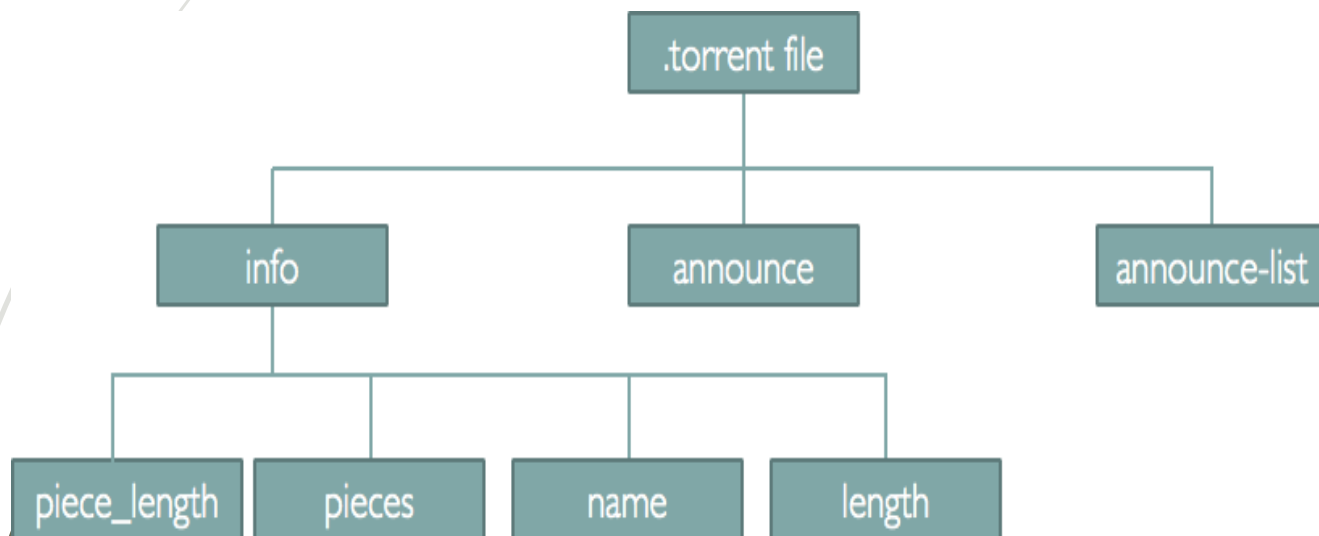 .torrent file
info
announce
announce-list
piece_length
pieces
name
length